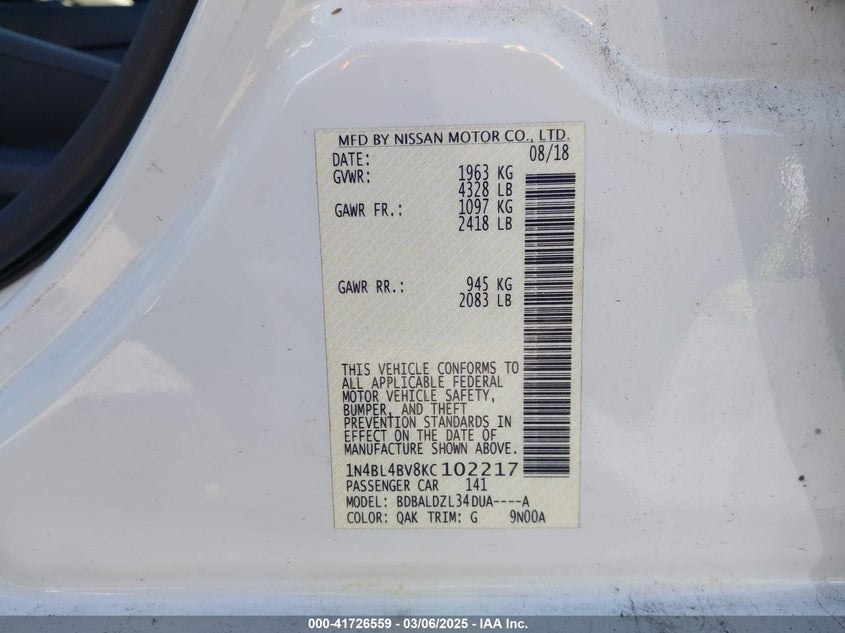 MFD BY NISSAN MOTOR CO., LTD.
DATE: 08/18
GVWR: 1963 KG
4328 LB
GAWR FR.: 1097 KG
2418 LB
GAWR RR.: 945 KG
2083 LB
THIS VEHICLE CONFORMS TO
ALL APPLICABLE FEDERAL
MOTOR VEHICLE SAFETY,
BUMPER, AND THEFT
PREVENTION STANDARDS IN
EFFECT ON THE DATE OF
MANUFACTURE SHOWN ABOVE.
1N4BL4BV8KC102217
PASSENGER CAR 141
MODEL: BDBALDZL34DUA----A
COLOR: QAK TRIM: G 9N00A
000-41726559 - 03/06/2025 - IAA Inc.